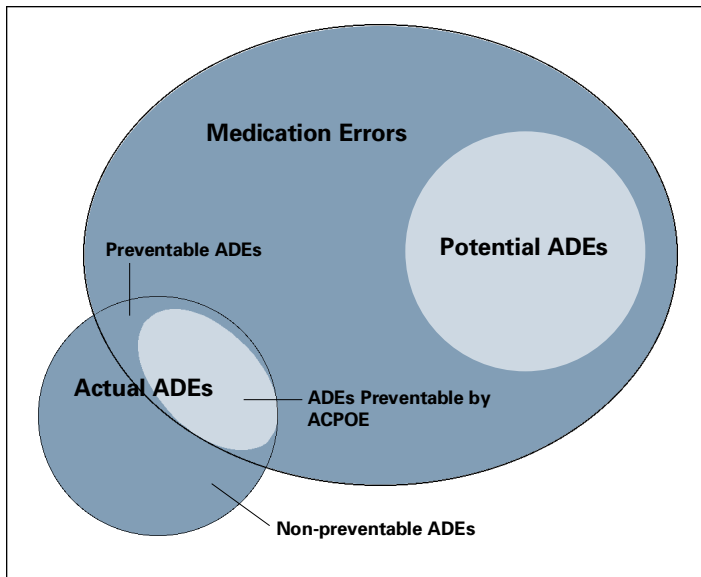 Medication Errors
Potential ADEs
Preventable ADEs
Actual ADEs
ADEs Preventable by
ACPOE
Non-preventable ADEs